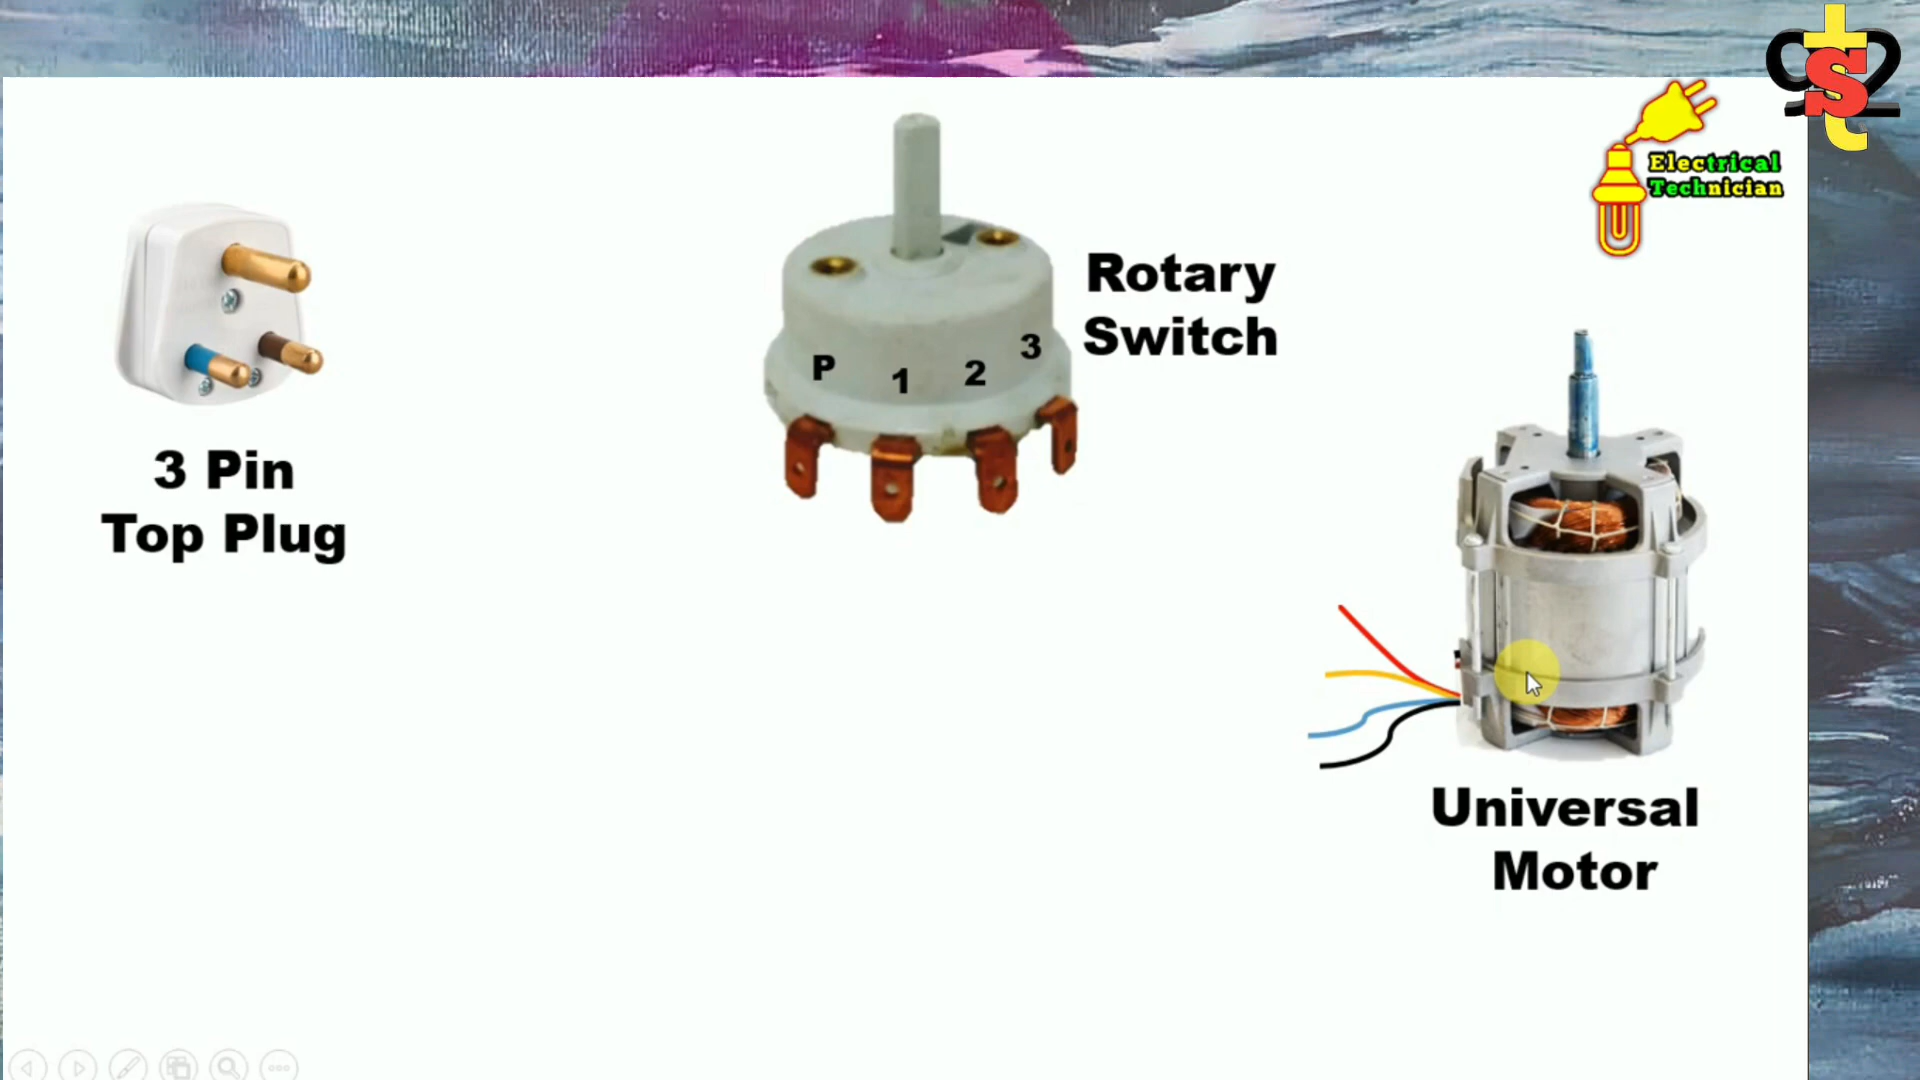 Electrical
Technician
Rotary
Switch
P
1
2
3
3 Pin
Top Plug
Universal
Motor